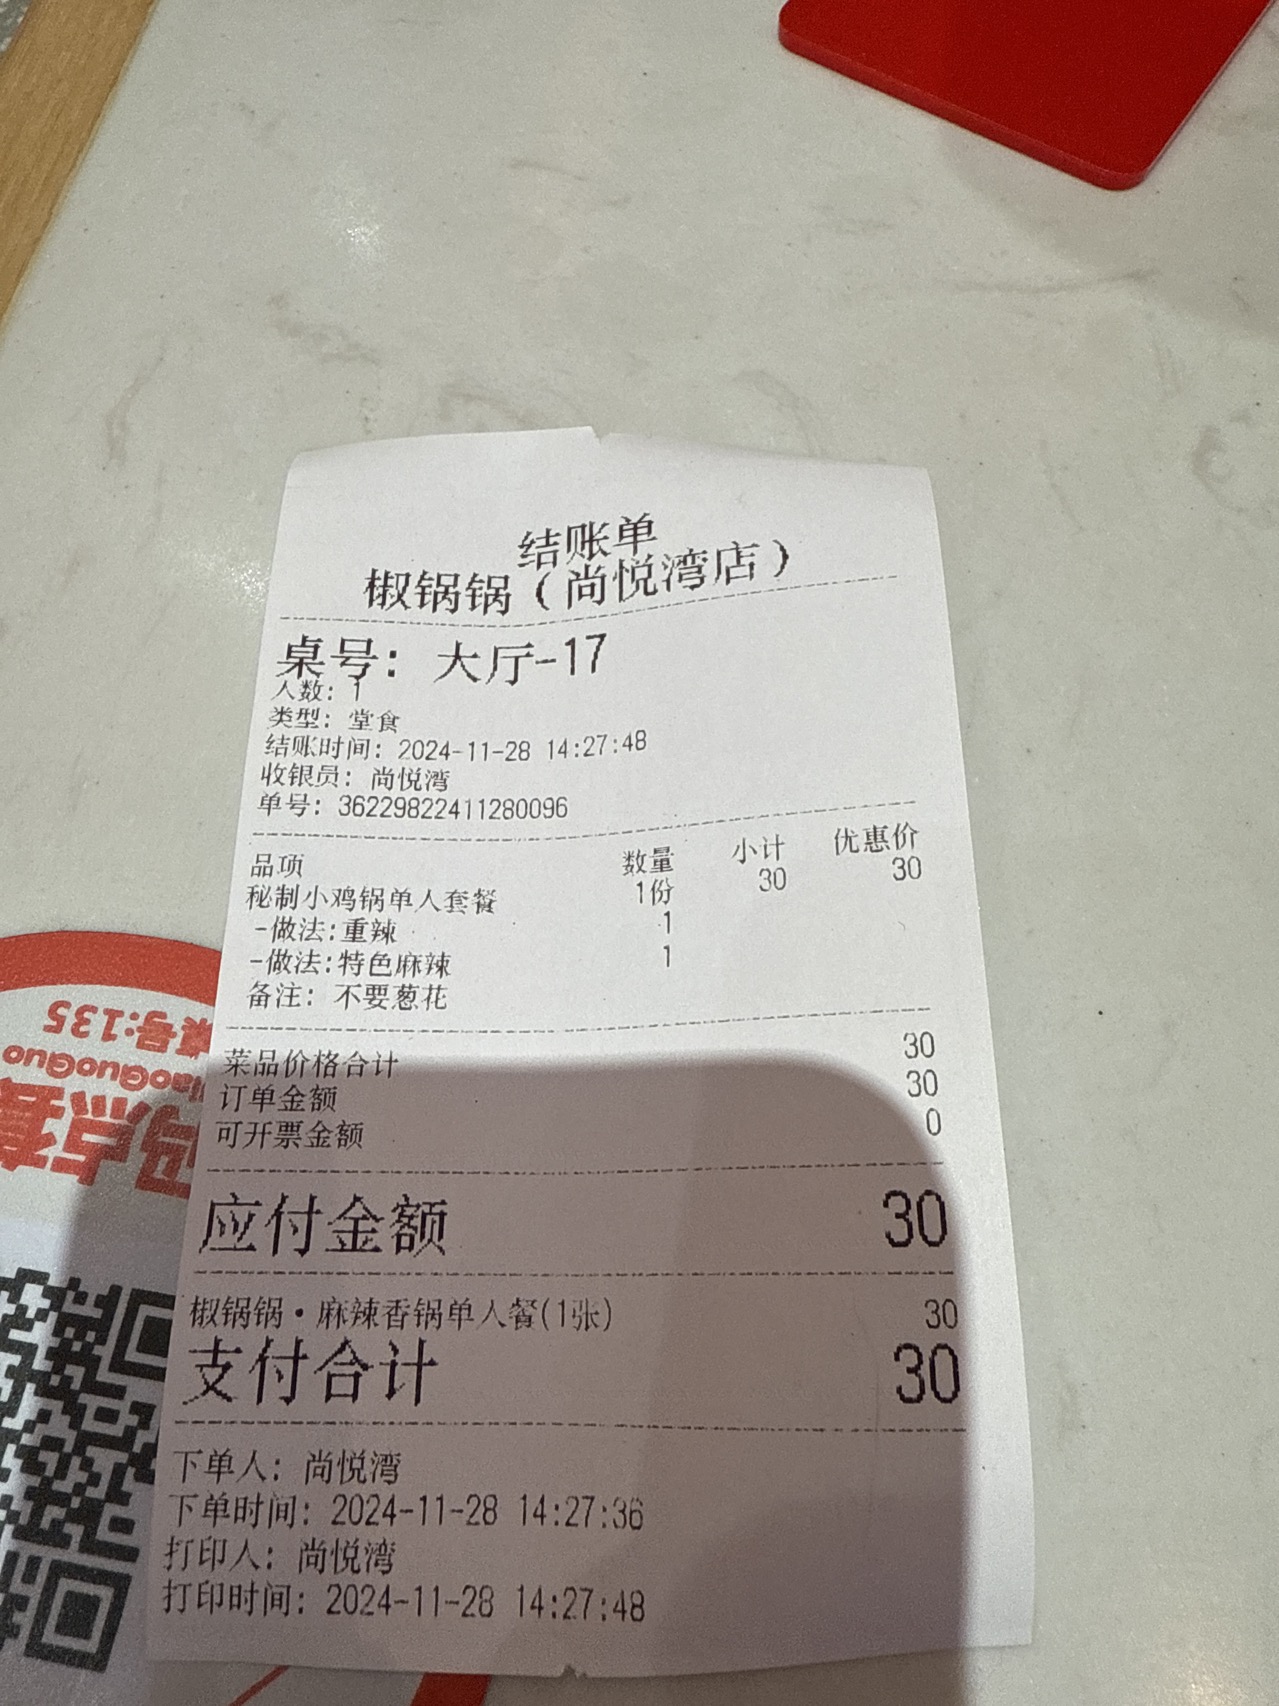 结账单
椒锅锅（尚悦湾店）
桌号： 大厅-17
人数：1
类型：堂食
结账时间：2024-11-28 14:27:48
收银员：尚悦湾
单号：36229822411280096
品项 数量 小计 优惠价
秘制小鸡锅单人套餐 1份 30 30
-做法:重辣 1
-做法:特色麻辣 1
备注：不要葱花
菜品价格合计 30
订单金额 30
可开票金额 0
应付金额 30
椒锅锅·麻辣香锅单人餐(1张) 30
支付合计 30
下单人：尚悦湾
下单时间：2024-11-28 14:27:36
打印人：尚悦湾
打印时间：2024-11-28 14:27:48
桌号:135
iaoGuoGuo
码点餐